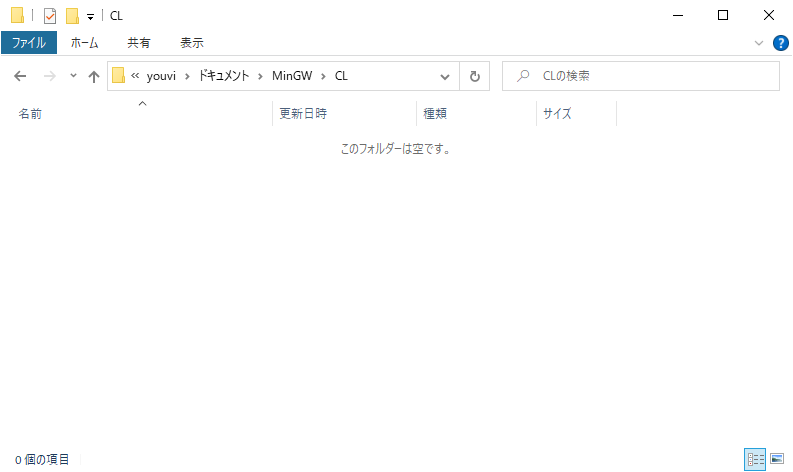 CL
ファイル ホーム 共有 表示 ?
« youvi › ドキュメント › MinGW › CL CLの検索
名前 更新日時 種類 サイズ
このフォルダーは空です。
0 個の項目